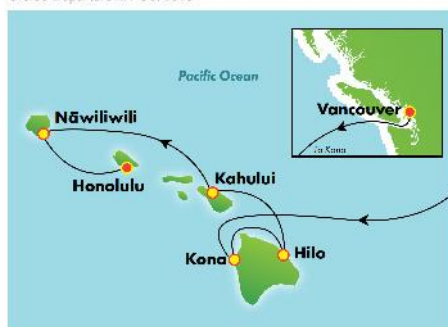 Pacific Ocean
Vancouver
To Kona
Nāwiliwili
Honolulu
Kahului
Kona
Hilo